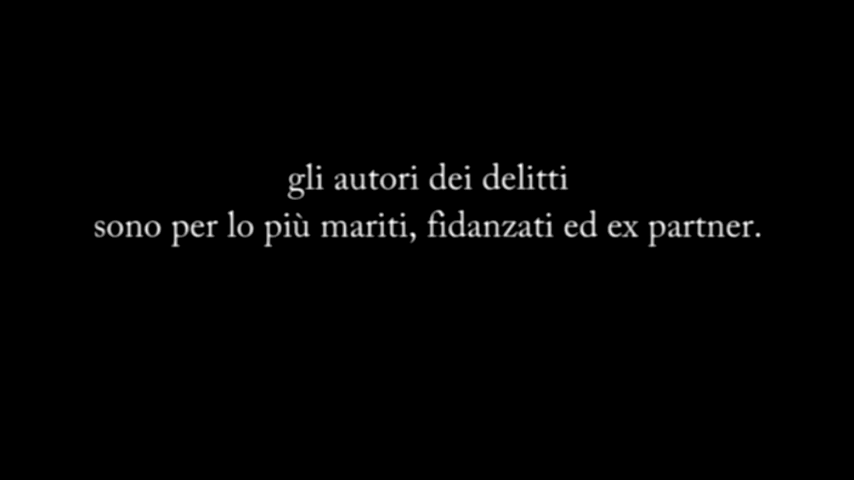 gli autori dei delitti
sono per lo più mariti, fidanzati ed ex partner.